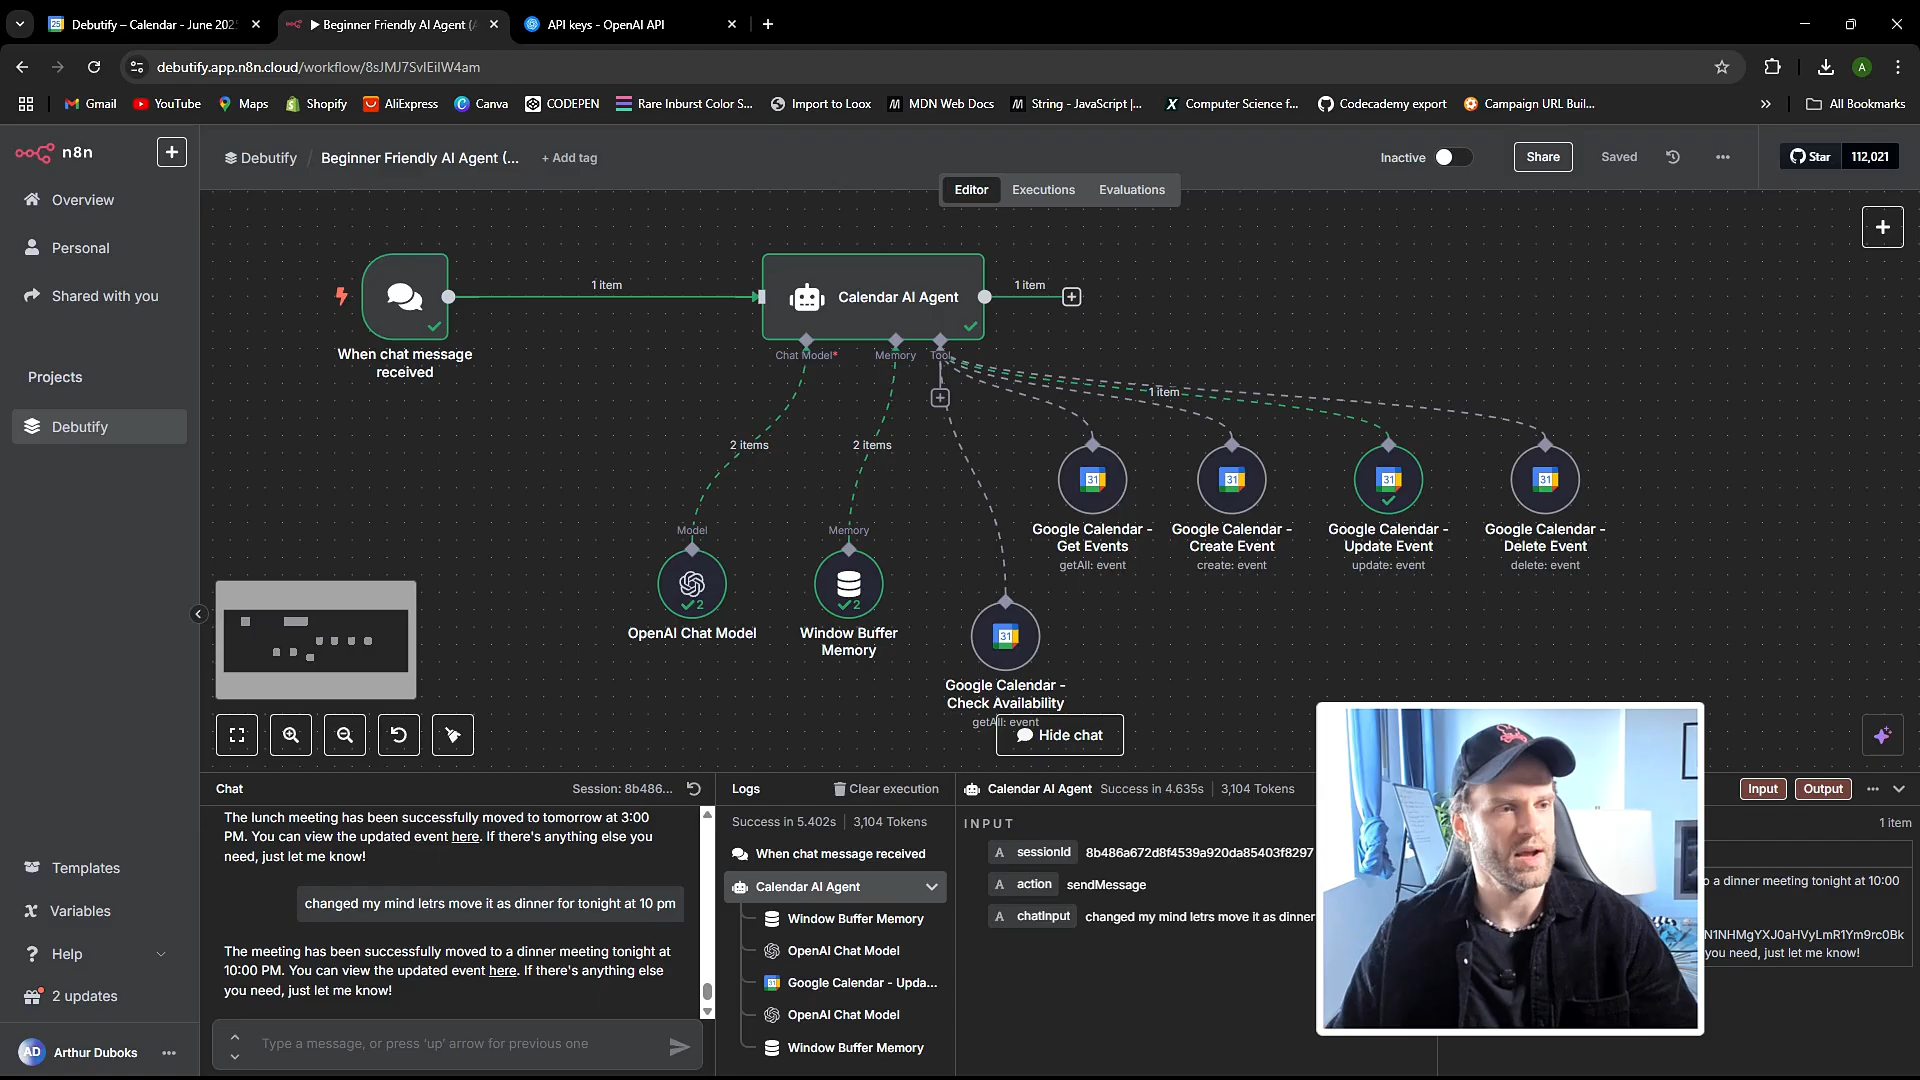 Debutify – Calendar - June 202
Beginner Friendly AI Agent (
API keys - OpenAI API
debutify.app.n8n.cloud/workflow/8sJMJ7SvlEilW4am
A
Gmail
YouTube
Maps
Shopify
AliExpress
Canva
CODEPEN
Rare Inburst Color S...
Import to Loox
MDN Web Docs
String - JavaScript |...
Computer Science f...
Codecademy export
Campaign URL Buil...
All Bookmarks
n8n
Overview
Personal
Shared with you
Projects
Debutify
Templates
Variables
Help
2 updates
AD Arthur Duboks
Debutify / Beginner Friendly AI Agent (...
+ Add tag
Inactive
Share
Saved
Star 112,021
Editor
Executions
Evaluations
1 item
Calendar AI Agent
1 item
When chat message
received
Chat Model*
Memory
Tool
1 item
2 items
2 items
Model
Memory
2
2
OpenAI Chat Model
Window Buffer
Memory
31
Google Calendar -
Check Availability
getAll: event
31
Google Calendar -
Get Events
getAll: event
31
Google Calendar -
Create Event
create: event
31
Google Calendar -
Update Event
update: event
31
Google Calendar -
Delete Event
delete: event
Hide chat
Chat
Session: 8b486...
The lunch meeting has been successfully moved to tomorrow at 3:00
PM. You can view the updated event here. If there's anything else you
need, just let me know!
changed my mind letrs move it as dinner for tonight at 10 pm
The meeting has been successfully moved to a dinner meeting tonight at
10:00 PM. You can view the updated event here. If there's anything else
you need, just let me know!
Type a message, or press 'up' arrow for previous one
Logs
Clear execution
Success in 5.402s | 3,104 Tokens
When chat message received
Calendar AI Agent
Window Buffer Memory
OpenAI Chat Model
Google Calendar - Upda...
OpenAI Chat Model
Window Buffer Memory
Calendar AI Agent Success in 4.635s | 3,104 Tokens
INPUT
A sessionId 8b486a672d8f4539a920da85403f8297
A action sendMessage
A chatInput changed my mind letrs move it as dinner
Input
Output
1 item
o a dinner meeting tonight at 10:00
N1NHMgYXJ0aHVyLmR1Ym9rc0Bk
you need, just let me know!